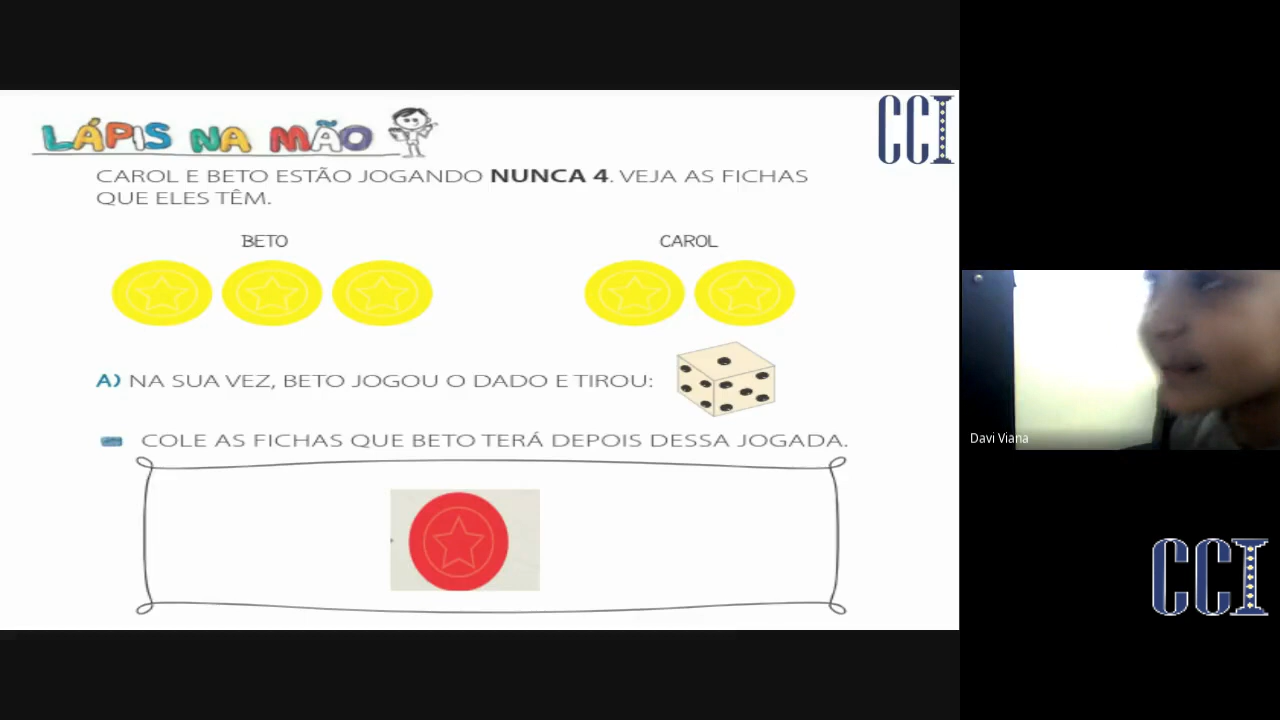 LÁPIS NA MÃO
CCI
CAROL E BETO ESTÃO JOGANDO NUNCA 4. VEJA AS FICHAS
QUE ELES TÊM.
BETO
CAROL
A) NA SUA VEZ, BETO JOGOU O DADO E TIROU:
COLE AS FICHAS QUE BETO TERÁ DEPOIS DESSA JOGADA.
Davi Viana
CCI